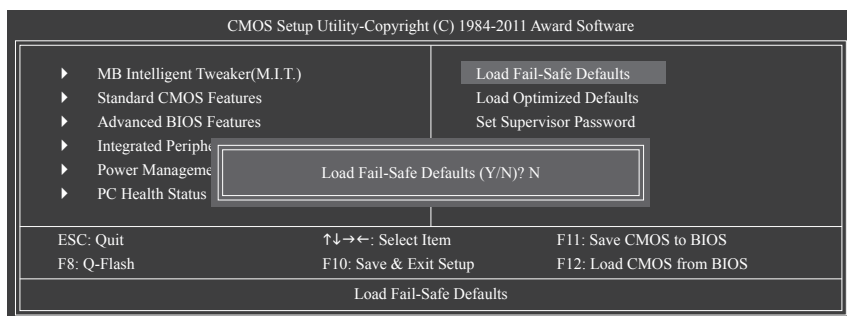 CMOS Setup Utility-Copyright (C) 1984-2011 Award Software
MB Intelligent Tweaker(M.I.T.)
Standard CMOS Features
Advanced BIOS Features
Integrated
Power
PC Health Status
Load Fail-Safe Defaults
Load Optimized Defaults
Set Supervisor Password
Load Fail-Safe Defaults (Y/N)? N
ESC: Quit ↑↓→←: Select Item F11: Save CMOS to BIOS
F8: Q-Flash F10: Save & Exit Setup F12: Load CMOS from BIOS
Load Fail-Safe Defaults